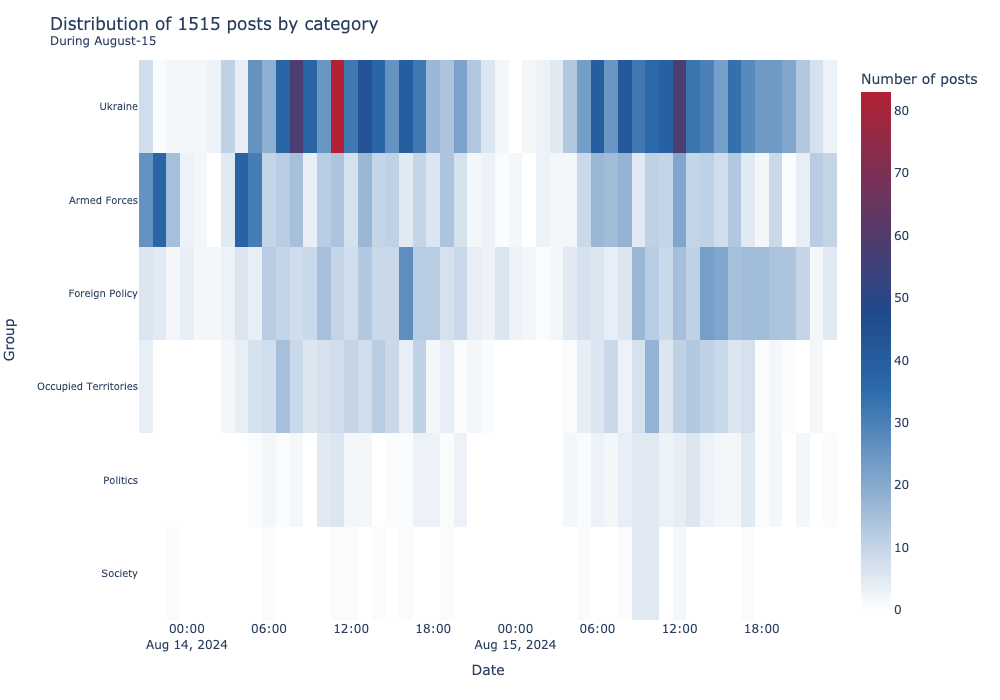 Distribution of 1515 posts by category
During August-15
Number of posts
80
70
60
50
40
30
20
10
0
Group
Ukraine
Armed Forces
Foreign Policy
Occupied Territories
Politics
Society
00:00 06:00 12:00 18:00 00:00 06:00 12:00 18:00
Aug 14, 2024 Aug 15, 2024
Date